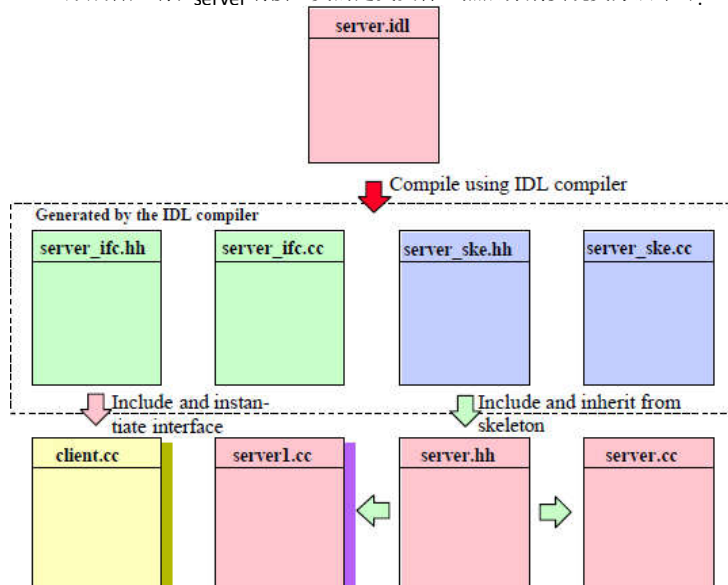 server
server.idl
Compile using IDL compiler
Generated by the IDL compiler
server_ifc.hh
server_ifc.cc
server_ske.hh
server_ske.cc
Include and instan-
tiate interface
Include and inherit from
skeleton
client.cc
server1.cc
server.hh
server.cc